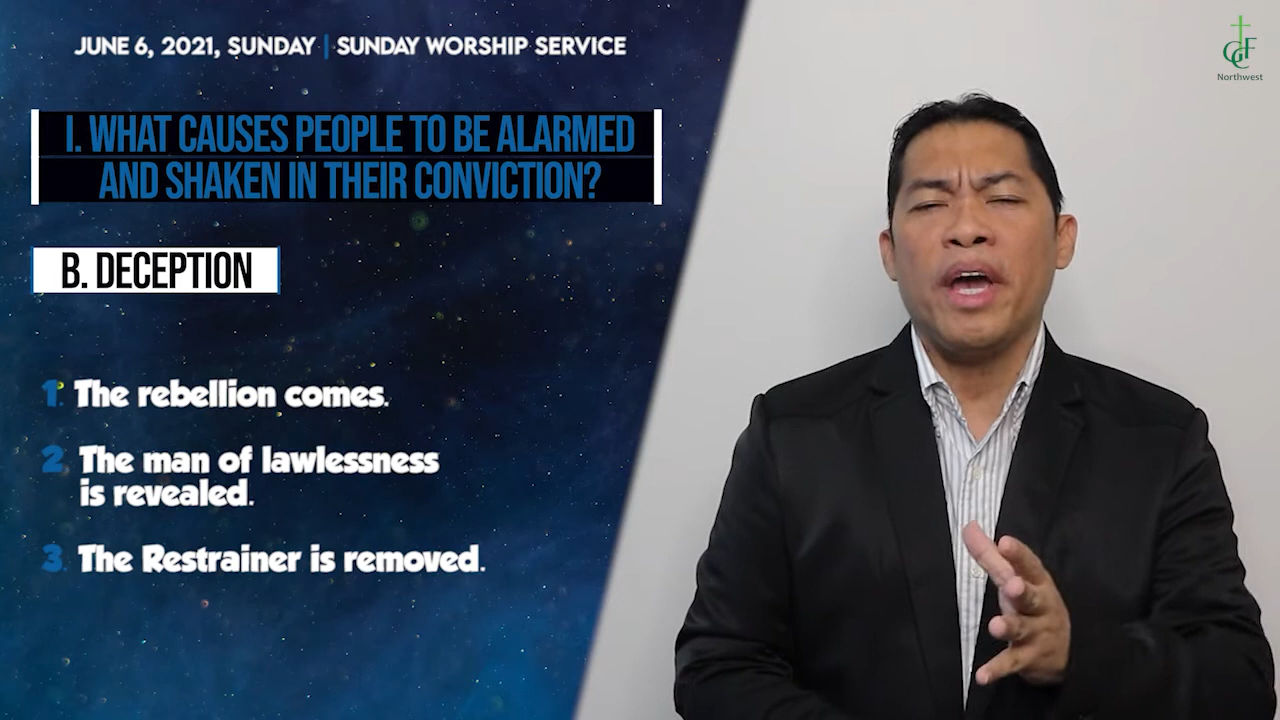 JUNE 6, 2021, SUNDAY | SUNDAY WORSHIP SERVICE
I. WHAT CAUSES PEOPLE TO BE ALARMED
AND SHAKEN IN THEIR CONVICTION?
B. DECEPTION
1. The rebellion comes.
2. The man of lawlessness
is revealed.
3. The Restrainer is removed.
GCF
Northwest